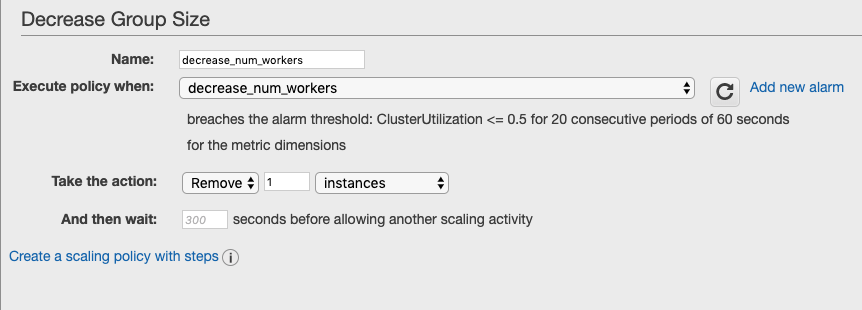 Decrease Group Size
Name: decrease_num_workers
Execute policy when: decrease_num_workers Add new alarm
breaches the alarm threshold: ClusterUtilization <= 0.5 for 20 consecutive periods of 60 seconds
for the metric dimensions
Take the action: Remove 1 instances
And then wait: 300 seconds before allowing another scaling activity
Create a scaling policy with steps i